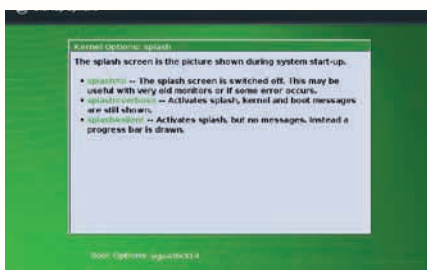 Kernel Options: splash
The splash screen is the picture shown during system start-up.
• splash=0 -- The splash screen is switched off. This may be
useful with very old monitors or if some error occurs.
• splash=verbose -- Activates splash, kernel and boot messages
are still shown.
• splash=silent -- Activates splash, but no messages. Instead a
progress bar is drawn.
Boot Options: